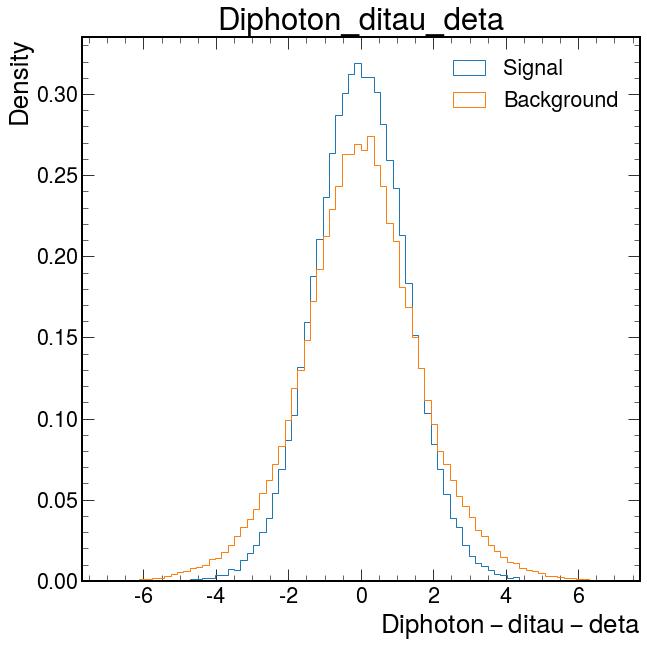 Diphoton_ditau_deta
Density
Signal
Background
0.30
0.25
0.20
0.15
0.10
0.05
0.00
-6 -4 -2 0 2 4 6
Diphoton – ditau – deta